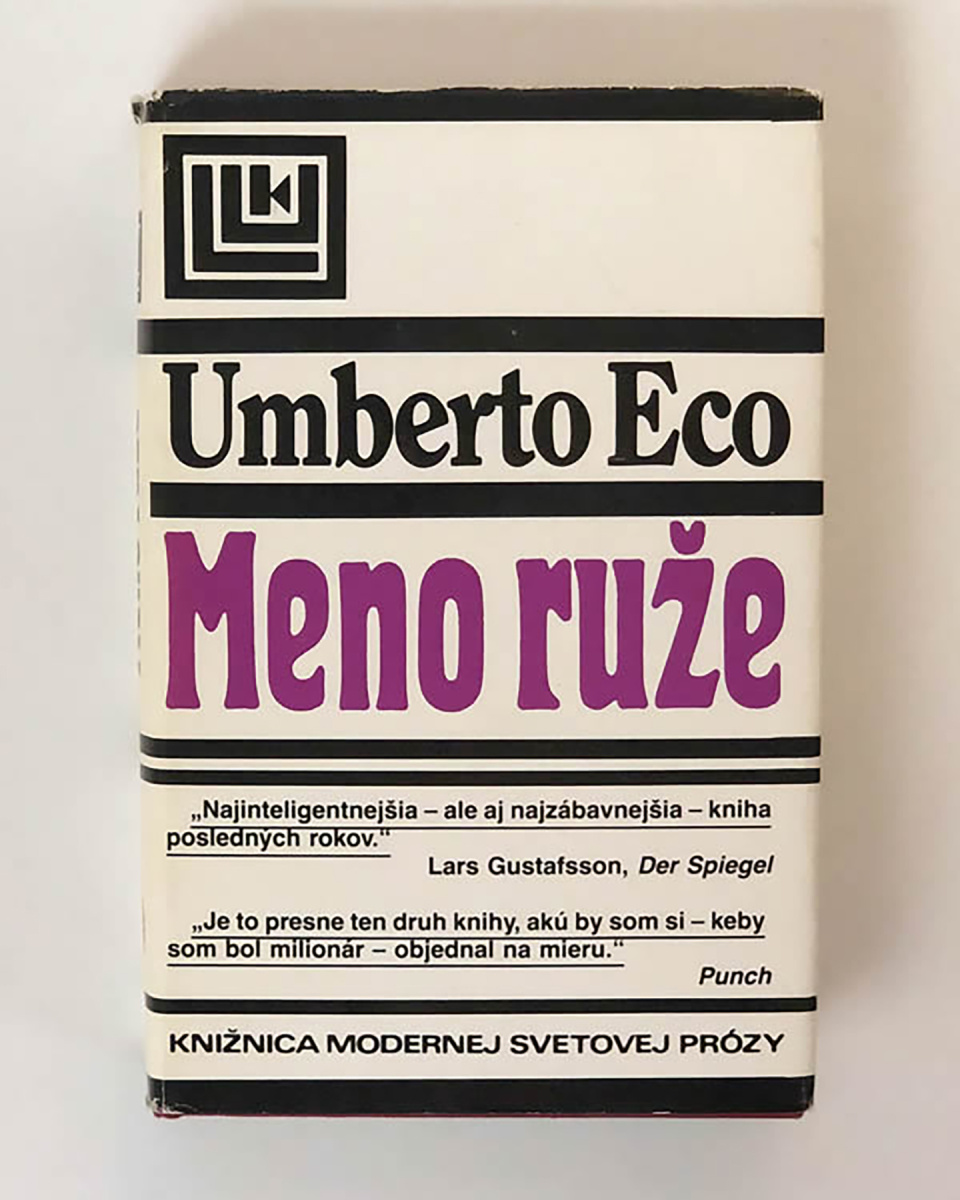 Umberto Eco
Meno ruže
„Najinteligentnejšia – ale aj najzábavnejšia – kniha
posledných rokov.“
Lars Gustafsson, Der Spiegel
„Je to presne ten druh knihy, akú by som si – keby
som bol milionár – objednal na mieru.“
Punch
KNIŽNICA MODERNEJ SVETOVEJ PRÓZY